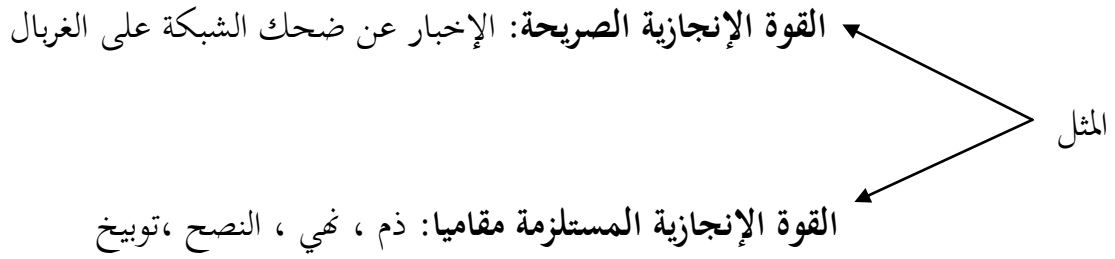 القوة الإنجازية الصريحة: الإخبار عن ضحك الشبكة على الغربال
المثل
القوة الإنجازية المستلزمة مقاميا: ذم ، نهي ، النصح ،توبيخ